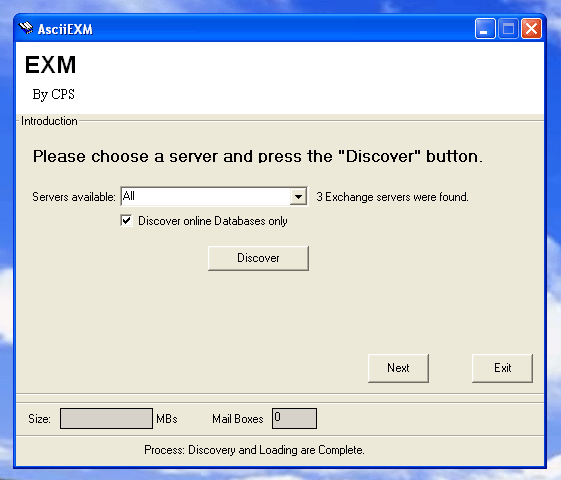 AsciiEXM
EXM
By CPS
Introduction
Please choose a server and press the "Discover" button.
Servers available: All 3 Exchange servers were found.
Discover online Databases only
Discover
Next Exit
Size: MBs Mail Boxes 0
Process: Discovery and Loading are Complete.